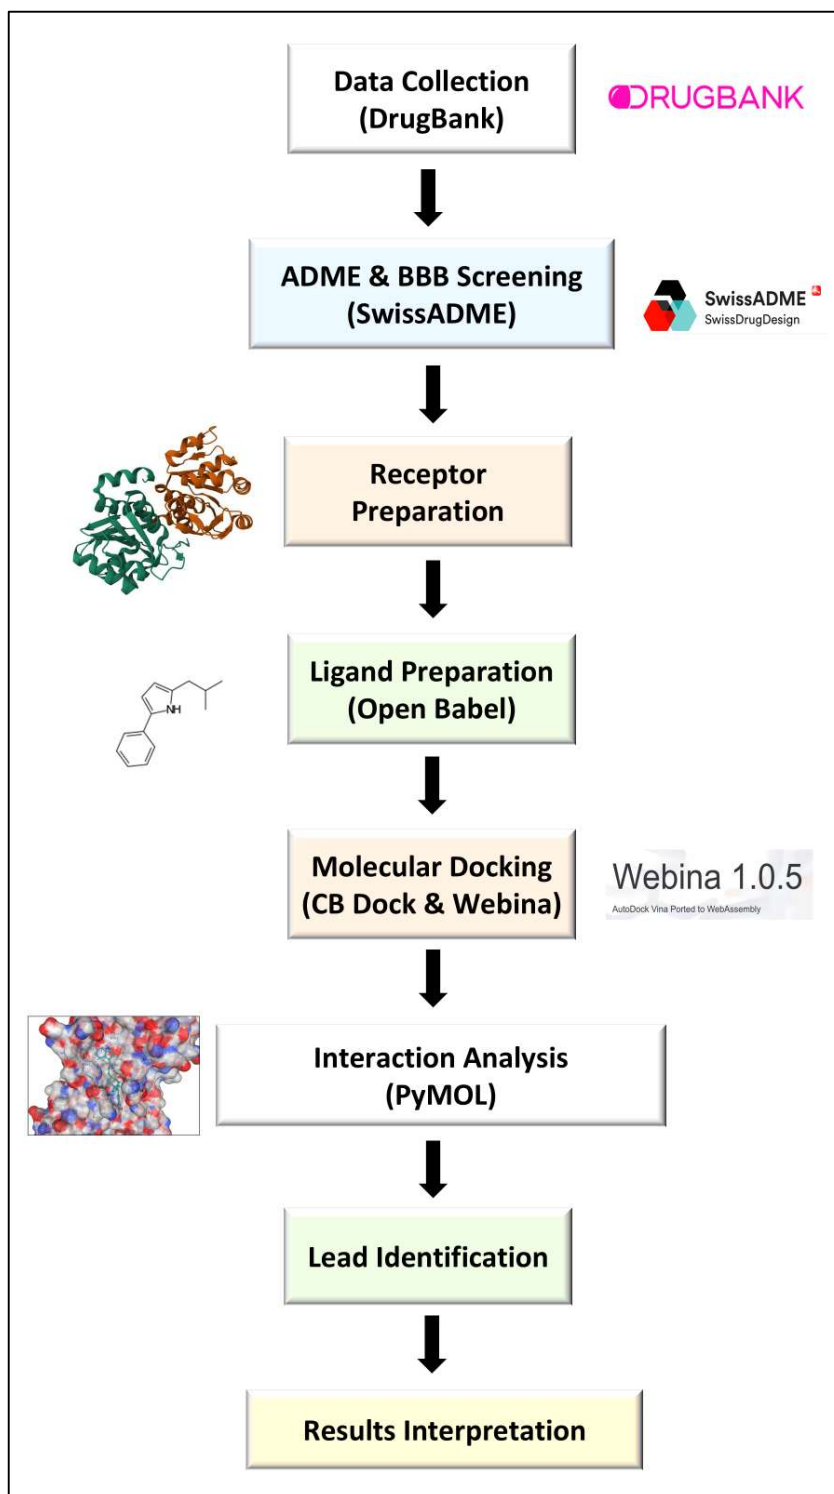 Data Collection
(DrugBank)
DRUGBANK
ADME & BBB Screening
(SwissADME)
SwissADME
SwissDrugDesign
Receptor
Preparation
Ligand Preparation
(Open Babel)
NH
Molecular Docking
(CB Dock & Webina)
Webina 1.0.5
AutoDock Vina Ported to WebAssembly
Interaction Analysis
(PyMOL)
Lead Identification
Results Interpretation